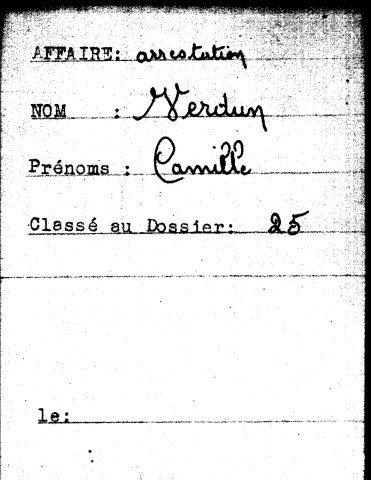 AFFAIRE: arrestation
NOM : Verdun
Prénoms : Camille
Classé au Dossier: 25
le: